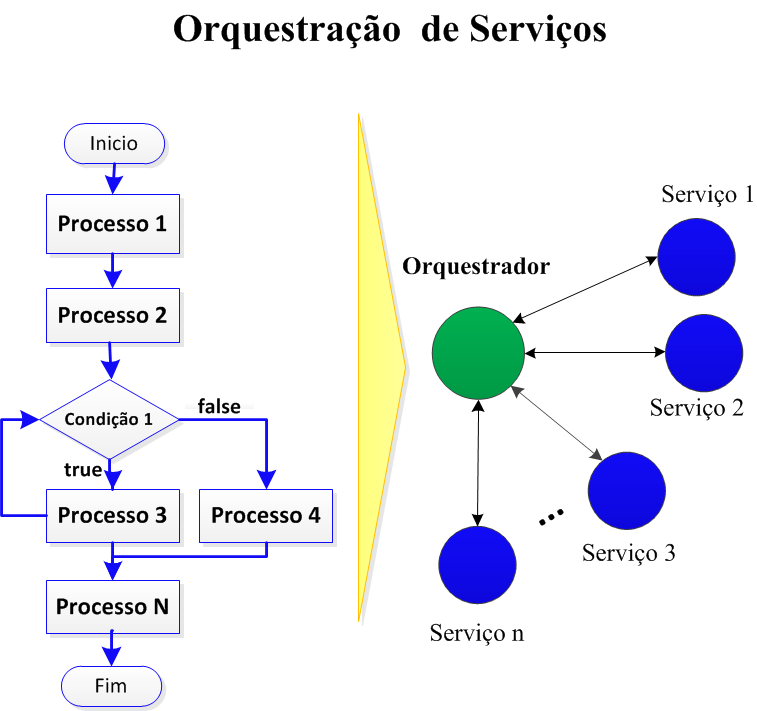 Orquestração de Serviços
Inicio
Processo 1
Processo 2
Condição 1
false
true
Processo 3
Processo 4
Processo N
Fim
Orquestrador
Serviço 1
Serviço 2
Serviço 3
...
Serviço n